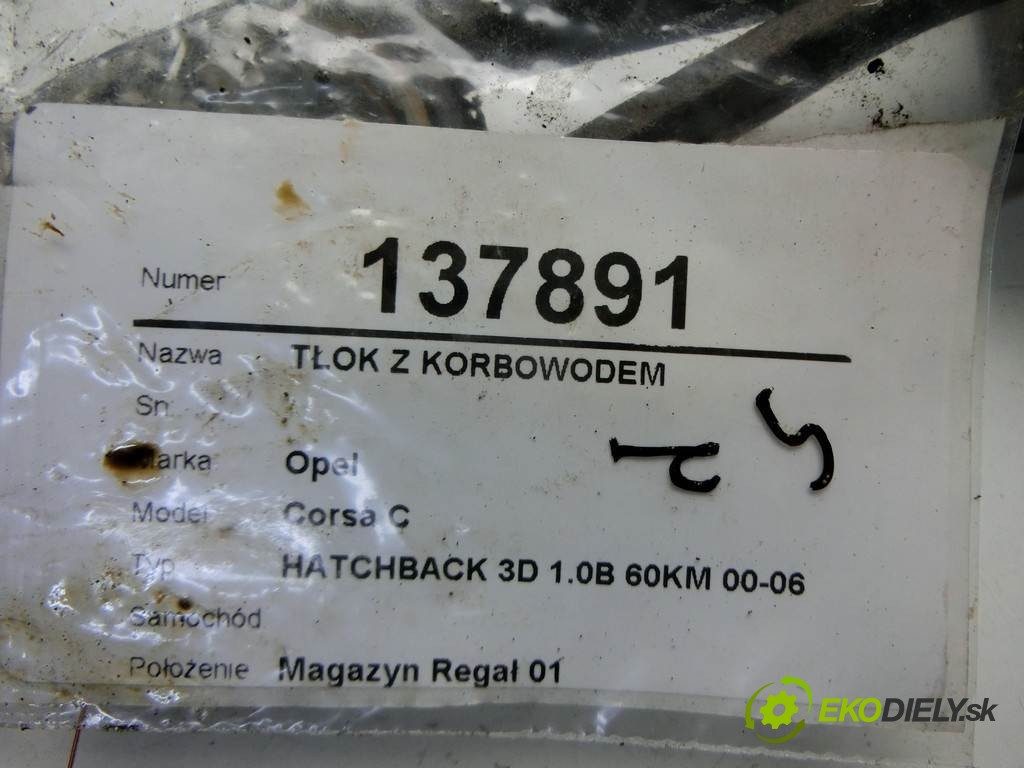 Numer 137891
Nazwa TŁOK Z KORBOWODEM
Sn
Marka Opel
Model Corsa C
Typ HATCHBACK 3D 1.0B 60KM 00-06
Samochód
Położenie Magazyn Regał 01
EKODIELY.sk